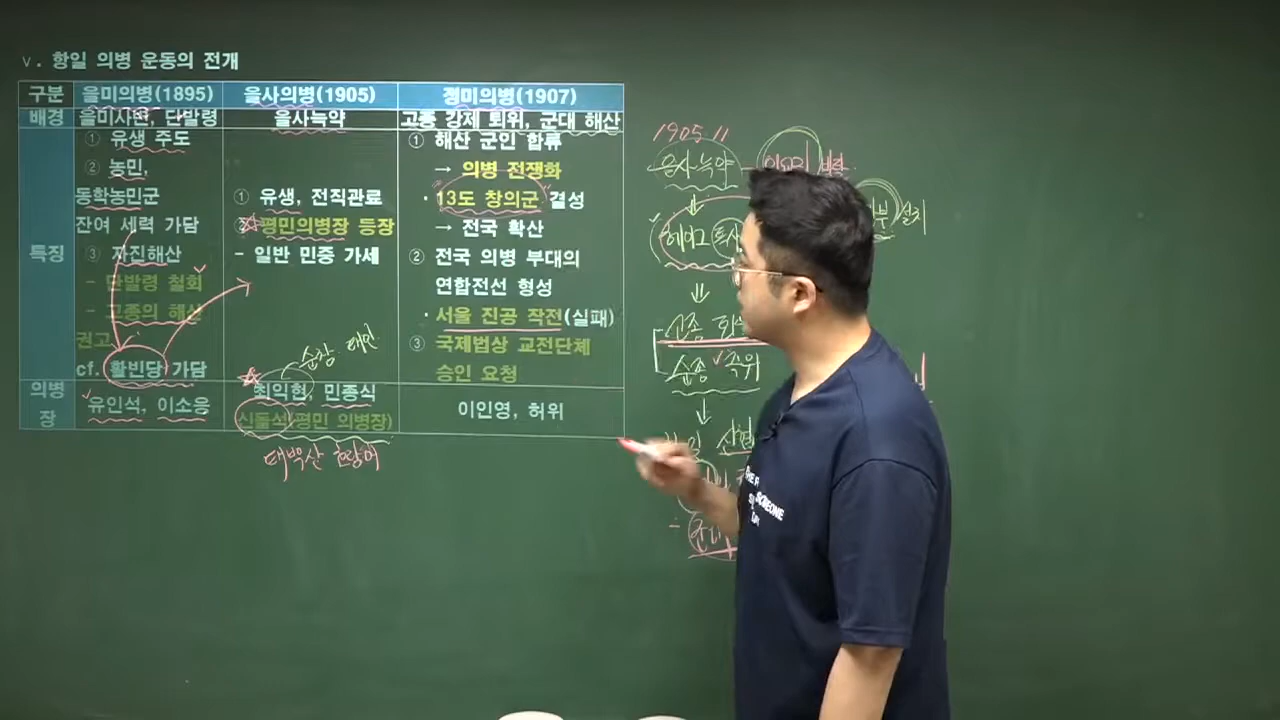 v. 항일 의병 운동의 전개
구분 을미의병(1895) 을사의병(1905) 정미의병(1907)
배경 을미사변, 단발령 을사늑약 고종 강제 퇴위, 군대 해산
특징
① 유생 주도
② 농민,
동학농민군
잔여 세력 가담
③ 자진해산
- 단발령 철회
- 고종의 해산
권고
cf. 활빈당 가담
① 유생, 전직관료
② 평민의병장 등장
- 일반 민중 가세
① 해산 군인 합류
→ 의병 전쟁화
· 13도 창의군 결성
→ 전국 확산
② 전국 의병 부대의
연합전선 형성
· 서울 진공 작전(실패)
③ 국제법상 교전단체
승인 요청
의병
장
유인석, 이소응
최익현, 민종식
신돌석(평민 의병장)
이인영, 허위
순창, 태인
태백산 호랑이
1905 11
을사늑약
설치
헤이그 특사
고종
순종 즉위